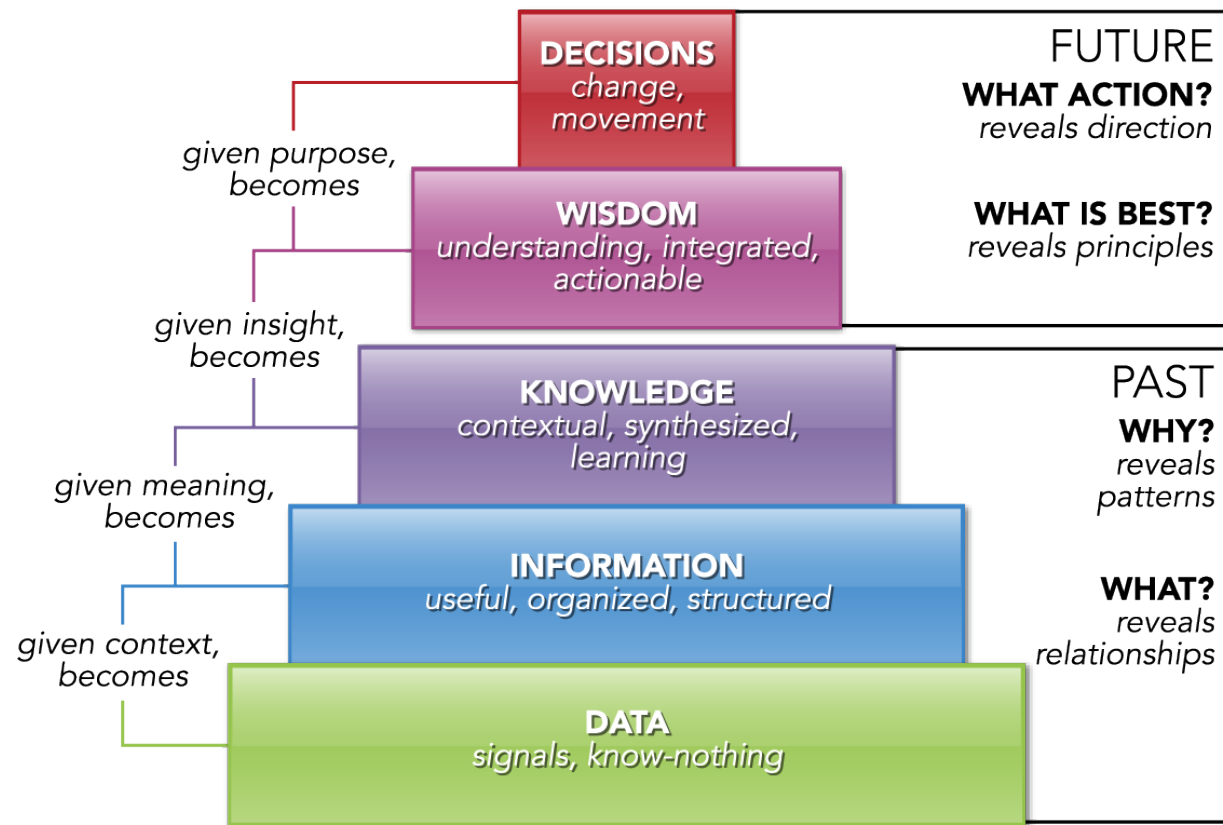 DECISIONS
change,
movement
given purpose,
becomes
WISDOM
understanding, integrated,
actionable
given insight,
becomes
KNOWLEDGE
contextual, synthesized,
learning
given meaning,
becomes
INFORMATION
useful, organized, structured
given context,
becomes
DATA
signals, know-nothing
FUTURE
WHAT ACTION?
reveals direction
WHAT IS BEST?
reveals principles
PAST
WHY?
reveals
patterns
WHAT?
reveals
relationships